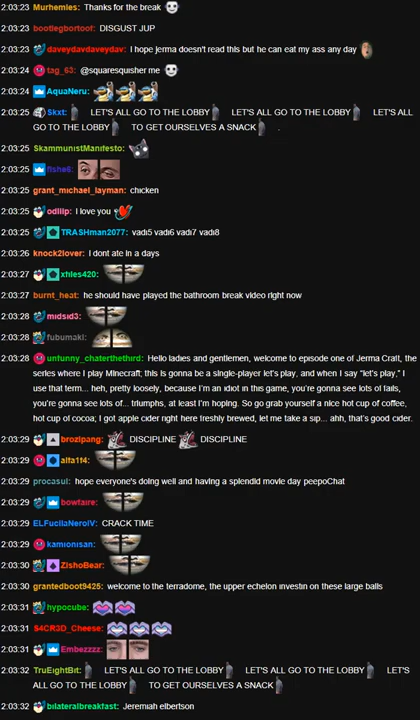 2:03:23 Murhemies: Thanks for the break
2:03:23 bootlegbortoof: DISGUST JUP
2:03:23 daveydavdaveydav: I hope jerma doesn't read this but he can eat my ass any day
2:03:24 tag_63: @squaresquisher me
2:03:24 AquaNeru:
2:03:25 Skxt: LET'S ALL GO TO THE LOBBY LET'S ALL GO TO THE LOBBY LET'S ALL
GO TO THE LOBBY TO GET OURSELVES A SNACK .
2:03:25 SkammunistManifesto:
2:03:25 fishe6:
2:03:25 grant_michael_layman: chicken
2:03:25 odiiip: I love you
2:03:25 TRASHman2077: vadi5 vadi6 vadi7 vadi8
2:03:26 knock2lover: I dont ate in a days
2:03:27 xfiles420:
2:03:27 burnt_heat: he should have played the bathroom break video right now
2:03:28 midsid3:
2:03:28 fubumaki:
2:03:28 unfunny_chaterthethird: Hello ladies and gentlemen, welcome to episode one of Jerma Craft, the
series where I play Minecraft; this is gonna be a single-player let's play, and when I say "let's play," I
use that term... heh, pretty loosely, because I'm an idiot in this game, you're gonna see lots of fails,
you're gonna see lots of... triumphs, at least I'm hoping. So go grab yourself a nice hot cup of coffee,
hot cup of cocoa; I got apple cider right here freshly brewed, let me take a sip... ahh, that's good cider.
2:03:29 brozipang: DISCIPLINE DISCIPLINE
2:03:29 alfa1f4:
2:03:29 procasul: hope everyone's doing well and having a splendid movie day peepoChat
2:03:29 bowfaire:
2:03:29 ELFucilaNerolV: CRACK TIME
2:03:29 kamionisan:
2:03:30 ZishoBear:
2:03:30 grantedboot9425: welcome to the terradome, the upper echelon investin on these large balls
2:03:31 hypocube:
2:03:31 S4CR3D_Cheese:
2:03:31 Embezzzz:
2:03:32 TruEightBit: LET'S ALL GO TO THE LOBBY LET'S ALL GO TO THE LOBBY LET'S
ALL GO TO THE LOBBY TO GET OURSELVES A SNACK
2:03:32 bilateralbreakfast: Jeremiah elbertson